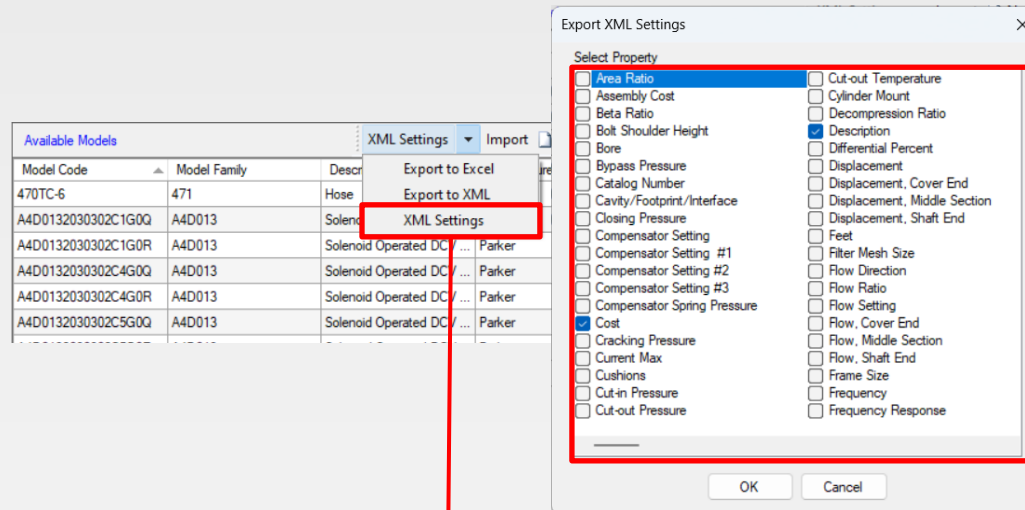 Available Models
XML Settings
Import
Model Code
Model Family
Descr
470TC-6
471
Hose
A4D0132030302C1G0Q
A4D013
Soleno
A4D0132030302C1G0R
A4D013
Solenoid Operated DCV ...
Parker
A4D0132030302C4G0Q
A4D013
Solenoid Operated DCV ...
Parker
A4D0132030302C4G0R
A4D013
Solenoid Operated DCV ...
Parker
A4D0132030302C5G0Q
A4D013
Solenoid Operated DCV ...
Parker
Export to Excel
Export to XML
XML Settings
Export XML Settings
Select Property
Area Ratio
Assembly Cost
Beta Ratio
Bolt Shoulder Height
Bore
Bypass Pressure
Catalog Number
Cavity/Footprint/Interface
Closing Pressure
Compensator Setting
Compensator Setting #1
Compensator Setting #2
Compensator Setting #3
Compensator Spring Pressure
Cost
Cracking Pressure
Current Max
Cushions
Cut-in Pressure
Cut-out Pressure
Cut-out Temperature
Cylinder Mount
Decompression Ratio
Description
Differential Percent
Displacement
Displacement, Cover End
Displacement, Middle Section
Displacement, Shaft End
Feet
Filter Mesh Size
Flow Direction
Flow Ratio
Flow Setting
Flow, Cover End
Flow, Middle Section
Flow, Shaft End
Frame Size
Frequency
Frequency Response
OK
Cancel